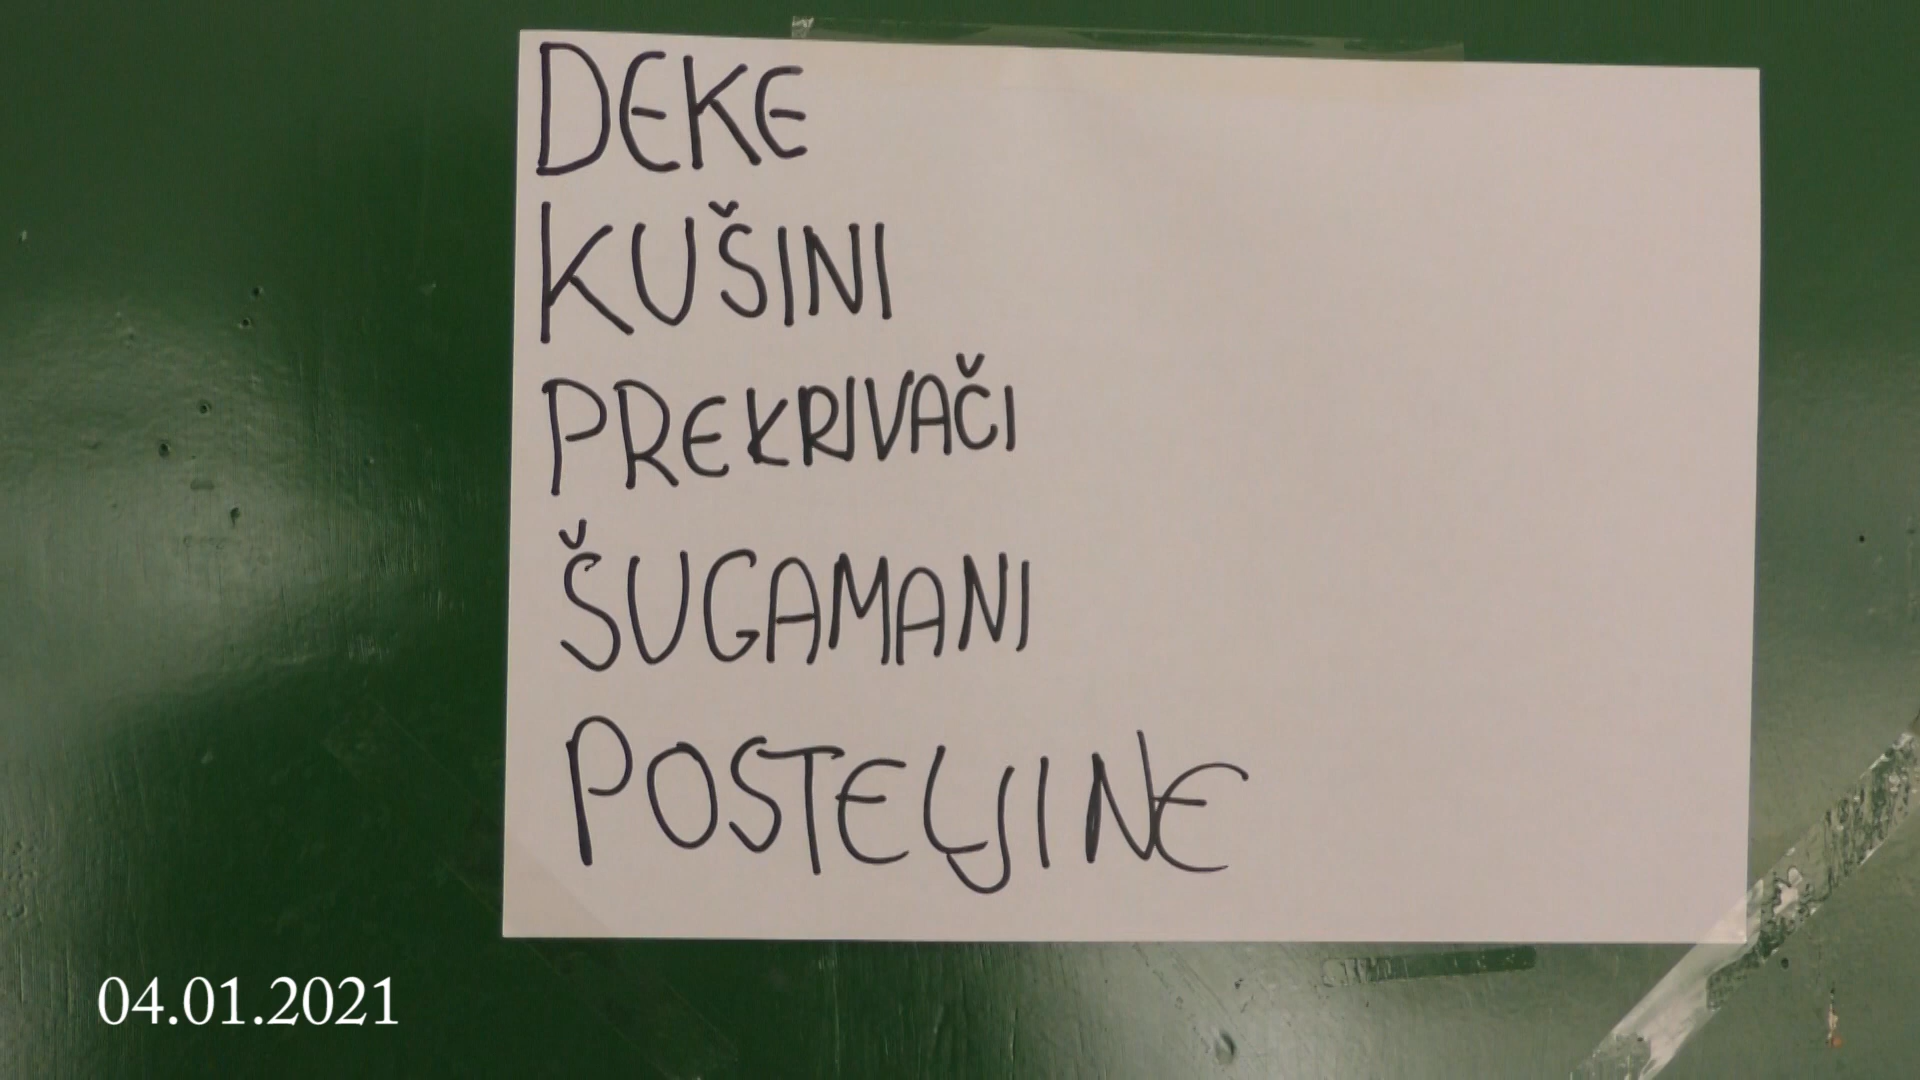 DEKE
KUŠINI
PREKRIVAČI
ŠUGAMANI
POSTELJINE
04.01.2021